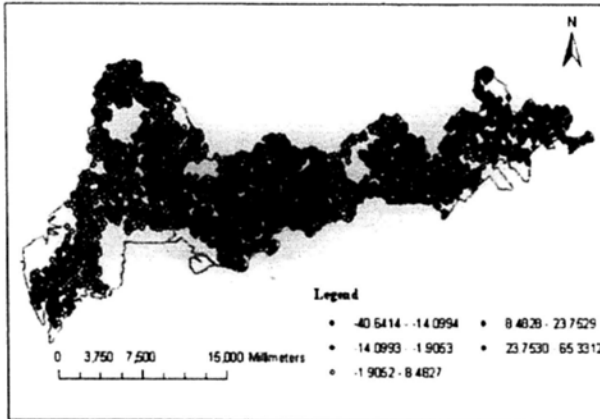 N
Legend
-40.6414 - -14.0994
8.4828 - 23.7529
-14.0993 - -1.9053
23.7530 - 65.3312
-1.9052 - 8.4827
0 3,750 7,500 15,000 Millimeters